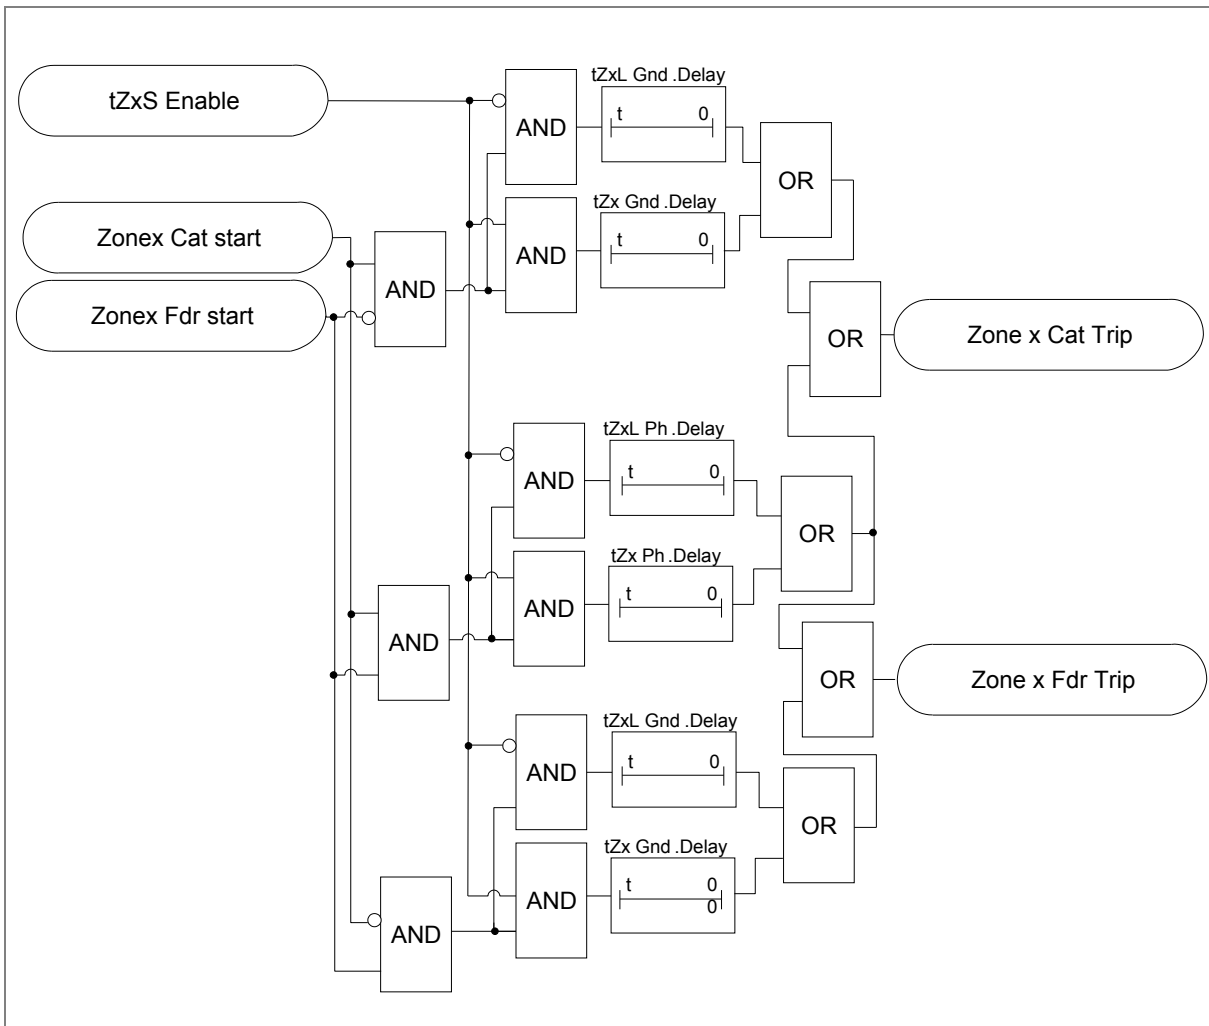 tZxS Enable
Zonex Cat start
Zonex Fdr start
AND
AND
AND
AND
AND
tZxL Gnd .Delay
t 0
tZx Gnd .Delay
t 0
OR
OR
Zone x Cat Trip
AND
AND
AND
tZxL Ph .Delay
t 0
tZx Ph .Delay
t 0
OR
OR
Zone x Fdr Trip
AND
tZxL Gnd .Delay
t 0
tZx Gnd .Delay
t 0
0
OR
AND